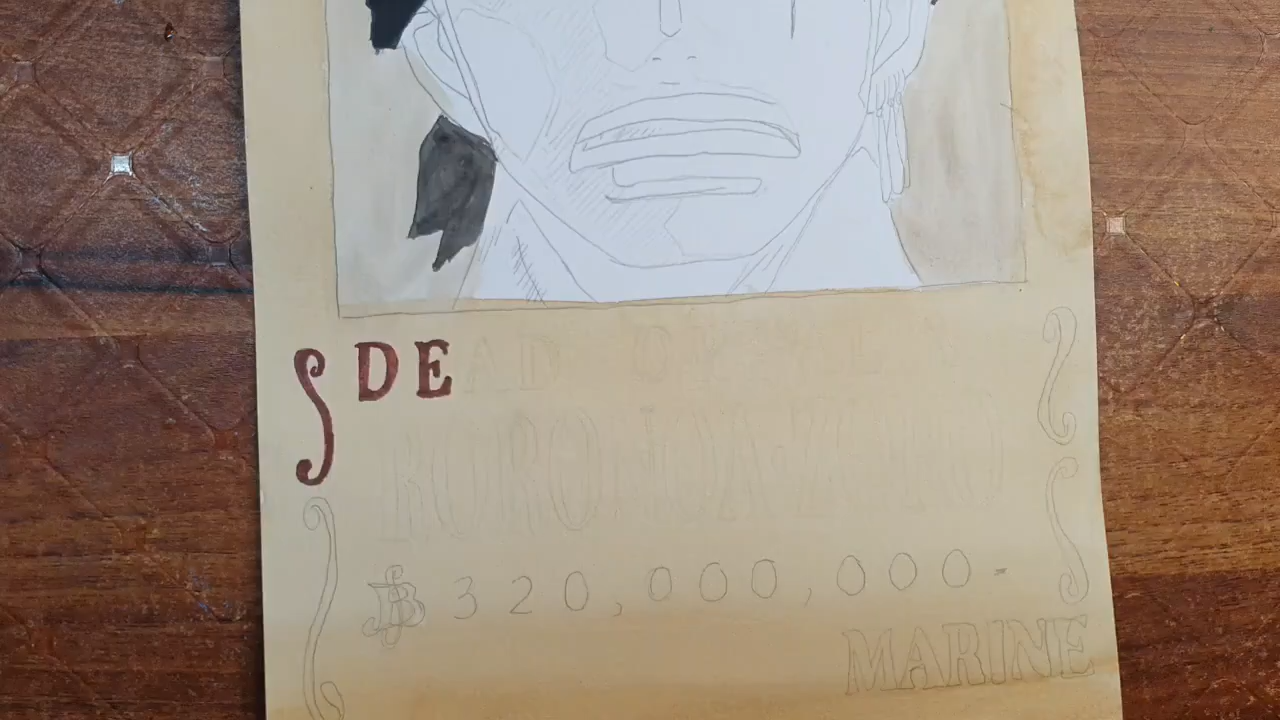 DEAD OR ALIVE
RORONOA ZORO
฿ 320,000,000-
MARINE